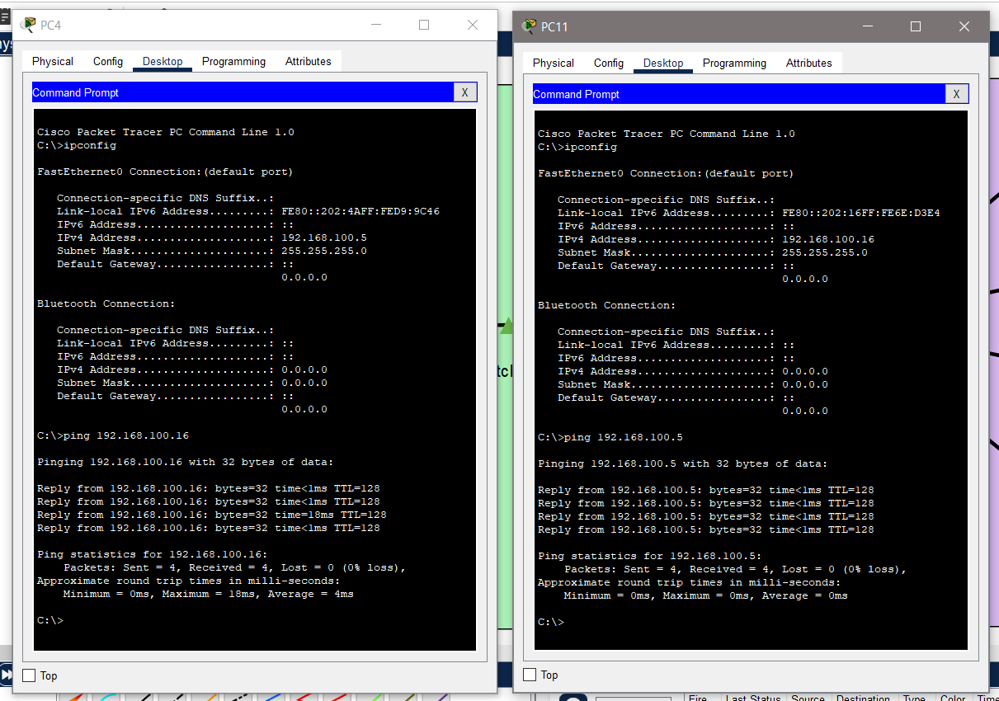 PC4
Physical Config Desktop Programming Attributes
Command Prompt X
Cisco Packet Tracer PC Command Line 1.0
C:\>ipconfig
FastEthernet0 Connection:(default port)
Connection-specific DNS Suffix..:
Link-local IPv6 Address.........: FE80::202:4AFF:FED9:9C46
IPv6 Address....................: ::
IPv4 Address....................: 192.168.100.5
Subnet Mask.....................: 255.255.255.0
Default Gateway.................: ::
0.0.0.0
Bluetooth Connection:
Connection-specific DNS Suffix..:
Link-local IPv6 Address.........: ::
IPv6 Address....................: ::
IPv4 Address....................: 0.0.0.0
Subnet Mask.....................: 0.0.0.0
Default Gateway.................: ::
0.0.0.0
C:\>ping 192.168.100.16
Pinging 192.168.100.16 with 32 bytes of data:
Reply from 192.168.100.16: bytes=32 time<1ms TTL=128
Reply from 192.168.100.16: bytes=32 time<1ms TTL=128
Reply from 192.168.100.16: bytes=32 time=18ms TTL=128
Reply from 192.168.100.16: bytes=32 time<1ms TTL=128
Ping statistics for 192.168.100.16:
Packets: Sent = 4, Received = 4, Lost = 0 (0% loss),
Approximate round trip times in milli-seconds:
Minimum = 0ms, Maximum = 18ms, Average = 4ms
C:\>
Top
PC11
Physical Config Desktop Programming Attributes
Command Prompt X
Cisco Packet Tracer PC Command Line 1.0
C:\>ipconfig
FastEthernet0 Connection:(default port)
Connection-specific DNS Suffix..:
Link-local IPv6 Address.........: FE80::202:16FF:FE6E:D3E4
IPv6 Address....................: ::
IPv4 Address....................: 192.168.100.16
Subnet Mask.....................: 255.255.255.0
Default Gateway.................: ::
0.0.0.0
Bluetooth Connection:
Connection-specific DNS Suffix..:
Link-local IPv6 Address.........: ::
IPv6 Address....................: ::
IPv4 Address....................: 0.0.0.0
Subnet Mask.....................: 0.0.0.0
Default Gateway.................: ::
0.0.0.0
C:\>ping 192.168.100.5
Pinging 192.168.100.5 with 32 bytes of data:
Reply from 192.168.100.5: bytes=32 time<1ms TTL=128
Reply from 192.168.100.5: bytes=32 time<1ms TTL=128
Reply from 192.168.100.5: bytes=32 time<1ms TTL=128
Reply from 192.168.100.5: bytes=32 time<1ms TTL=128
Ping statistics for 192.168.100.5:
Packets: Sent = 4, Received = 4, Lost = 0 (0% loss),
Approximate round trip times in milli-seconds:
Minimum = 0ms, Maximum = 0ms, Average = 0ms
C:\>
Top
Fire Last Status Source Destination Type Color